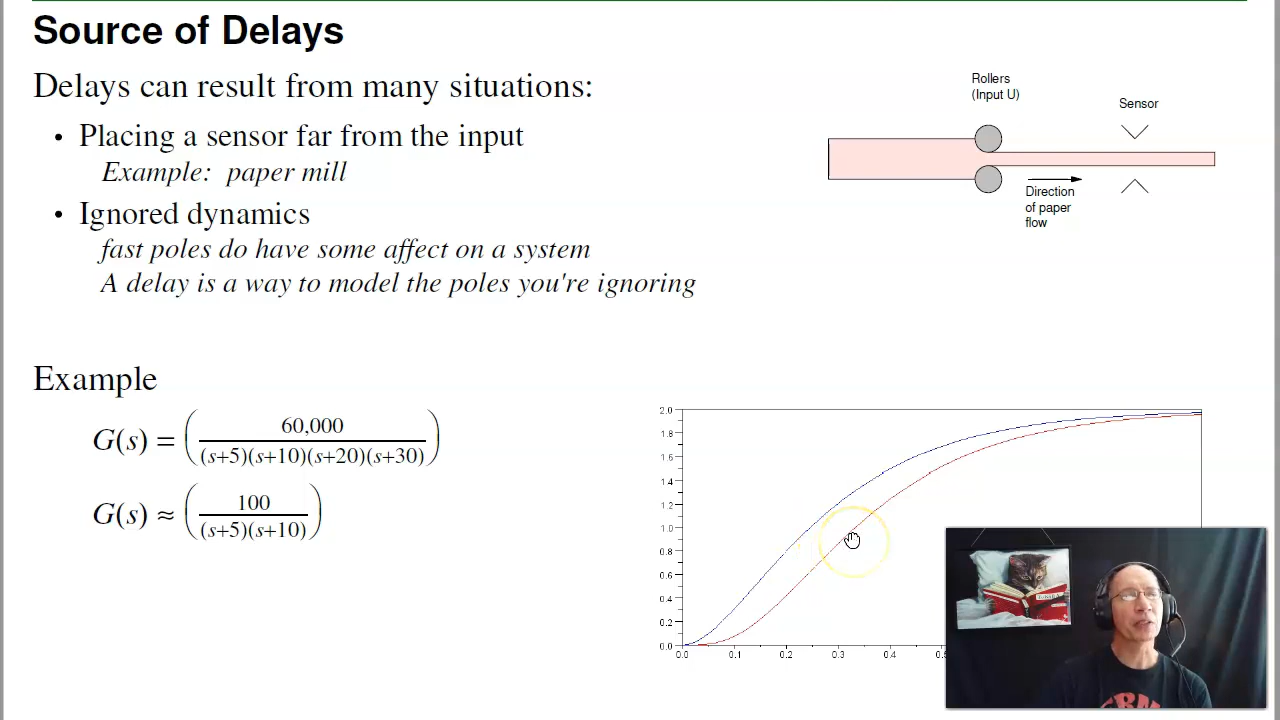 Source of Delays
Delays can result from many situations:
• Placing a sensor far from the input
Example: paper mill
• Ignored dynamics
fast poles do have some affect on a system
A delay is a way to model the poles you're ignoring
Rollers
(Input U)
Sensor
Direction
of paper
flow
Example
G(s) = ( 60,000 / (s+5)(s+10)(s+20)(s+30) )
G(s) ≈ ( 100 / (s+5)(s+10) )
2.0
1.8
1.6
1.4
1.2
1.0
0.8
0.6
0.4
0.2
0.0
0.0 0.1 0.2 0.3 0.4